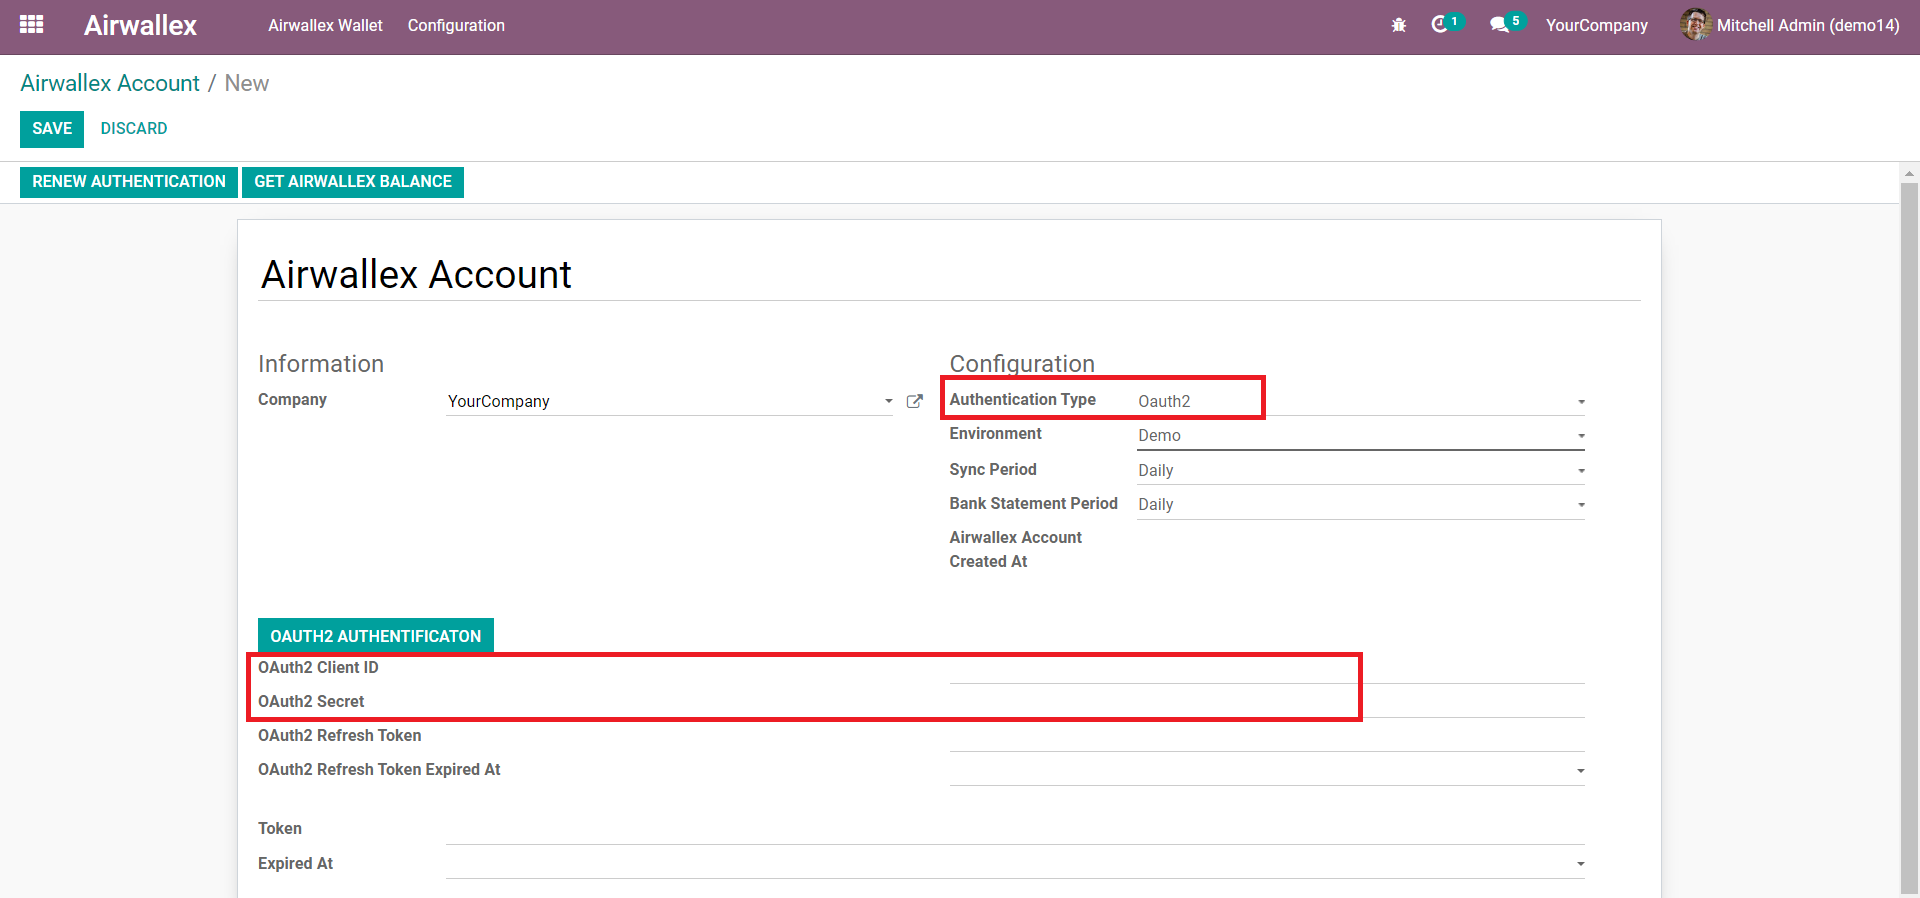 Airwallex Airwallex Wallet Configuration 1 5 YourCompany Mitchell Admin (demo14)
Airwallex Account / New
SAVE DISCARD
RENEW AUTHENTICATION GET AIRWALLEX BALANCE
Airwallex Account
Information
Company YourCompany
Configuration
Authentication Type Oauth2
Environment Demo
Sync Period Daily
Bank Statement Period Daily
Airwallex Account
Created At
OAUTH2 AUTHENTIFICATON
OAuth2 Client ID
OAuth2 Secret
OAuth2 Refresh Token
OAuth2 Refresh Token Expired At
Token
Expired At